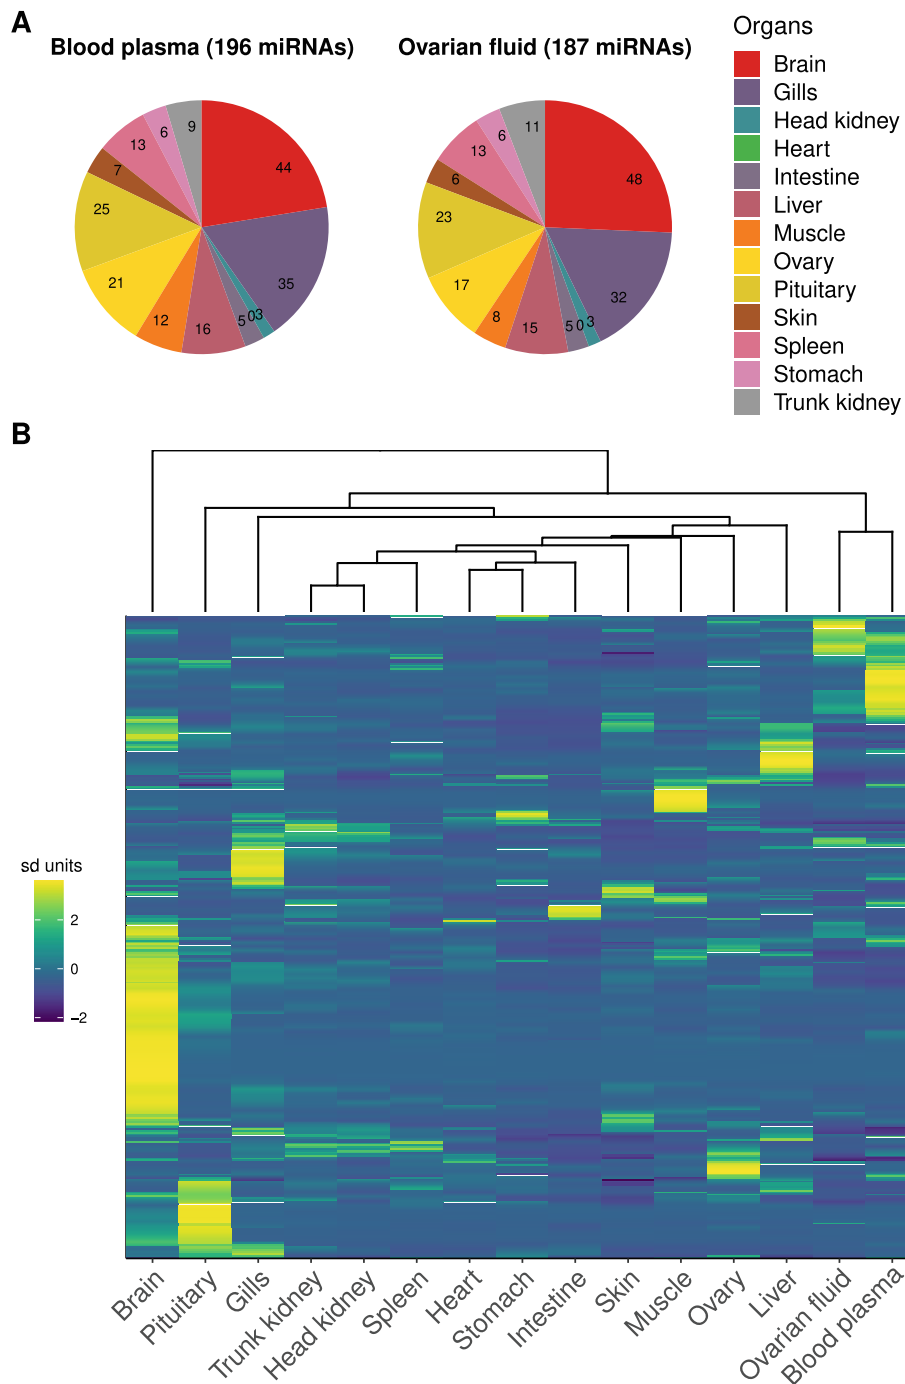 A
Blood plasma (196 miRNAs)
Ovarian fluid (187 miRNAs)
Organs
Brain
Gills
Head kidney
Heart
Intestine
Liver
Muscle
Ovary
Pituitary
Skin
Spleen
Stomach
Trunk kidney
9
6
13
7
25
21
12
16
5
0
3
35
44
11
6
13
6
23
17
8
15
5
0
3
32
48
B
sd units
2
0
−2
Brain
Pituitary
Gills
Trunk kidney
Head kidney
Spleen
Heart
Stomach
Intestine
Skin
Muscle
Ovary
Liver
Ovarian fluid
Blood plasma